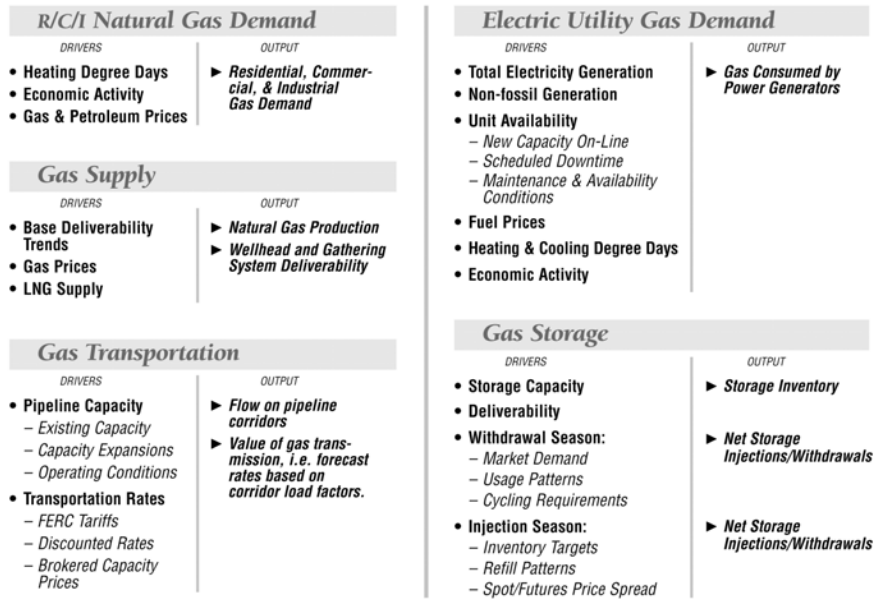 R/C/I Natural Gas Demand
DRIVERS
OUTPUT
• Heating Degree Days
• Economic Activity
• Gas & Petroleum Prices
► Residential, Commer-
cial, & Industrial
Gas Demand
Gas Supply
DRIVERS
OUTPUT
• Base Deliverability
Trends
• Gas Prices
• LNG Supply
► Natural Gas Production
► Wellhead and Gathering
System Deliverability
Gas Transportation
DRIVERS
OUTPUT
• Pipeline Capacity
– Existing Capacity
– Capacity Expansions
– Operating Conditions
• Transportation Rates
– FERC Tariffs
– Discounted Rates
– Brokered Capacity
Prices
► Flow on pipeline
corridors
► Value of gas trans-
mission, i.e. forecast
rates based on
corridor load factors.
Electric Utility Gas Demand
DRIVERS
OUTPUT
• Total Electricity Generation
• Non-fossil Generation
• Unit Availability
– New Capacity On-Line
– Scheduled Downtime
– Maintenance & Availability
Conditions
• Fuel Prices
• Heating & Cooling Degree Days
• Economic Activity
► Gas Consumed by
Power Generators
Gas Storage
DRIVERS
OUTPUT
• Storage Capacity
• Deliverability
• Withdrawal Season:
– Market Demand
– Usage Patterns
– Cycling Requirements
• Injection Season:
– Inventory Targets
– Refill Patterns
– Spot/Futures Price Spread
► Storage Inventory
► Net Storage
Injections/Withdrawals
► Net Storage
Injections/Withdrawals